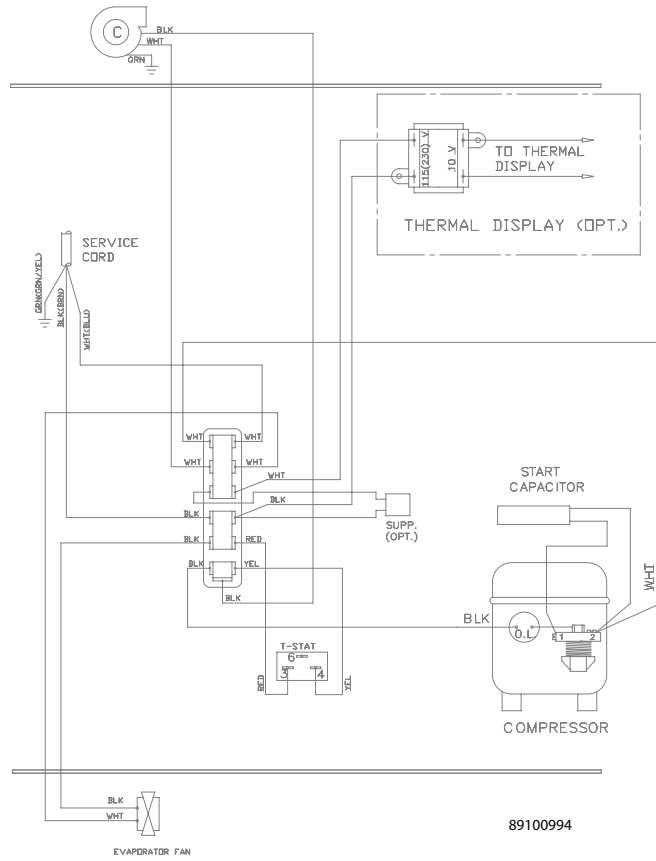 C
BLK
WHT
GRN
115(230) V
10 V
TO THERMAL
DISPLAY
THERMAL DISPLAY (OPT.)
SERVICE
CORD
GRN(GRN/YEL)
BLK(BRN)
WHT(BLU)
WHT
WHT
WHT
WHT
WHT
BLK
BLK
SUPP.
(OPT.)
BLK
RED
BLK
YEL
BLK
START
CAPACITOR
WHT
BLK
O.L.
1
2
COMPRESSOR
T-STAT
6
3
4
RED
YEL
BLK
WHT
EVAPORATOR FAN
89100994